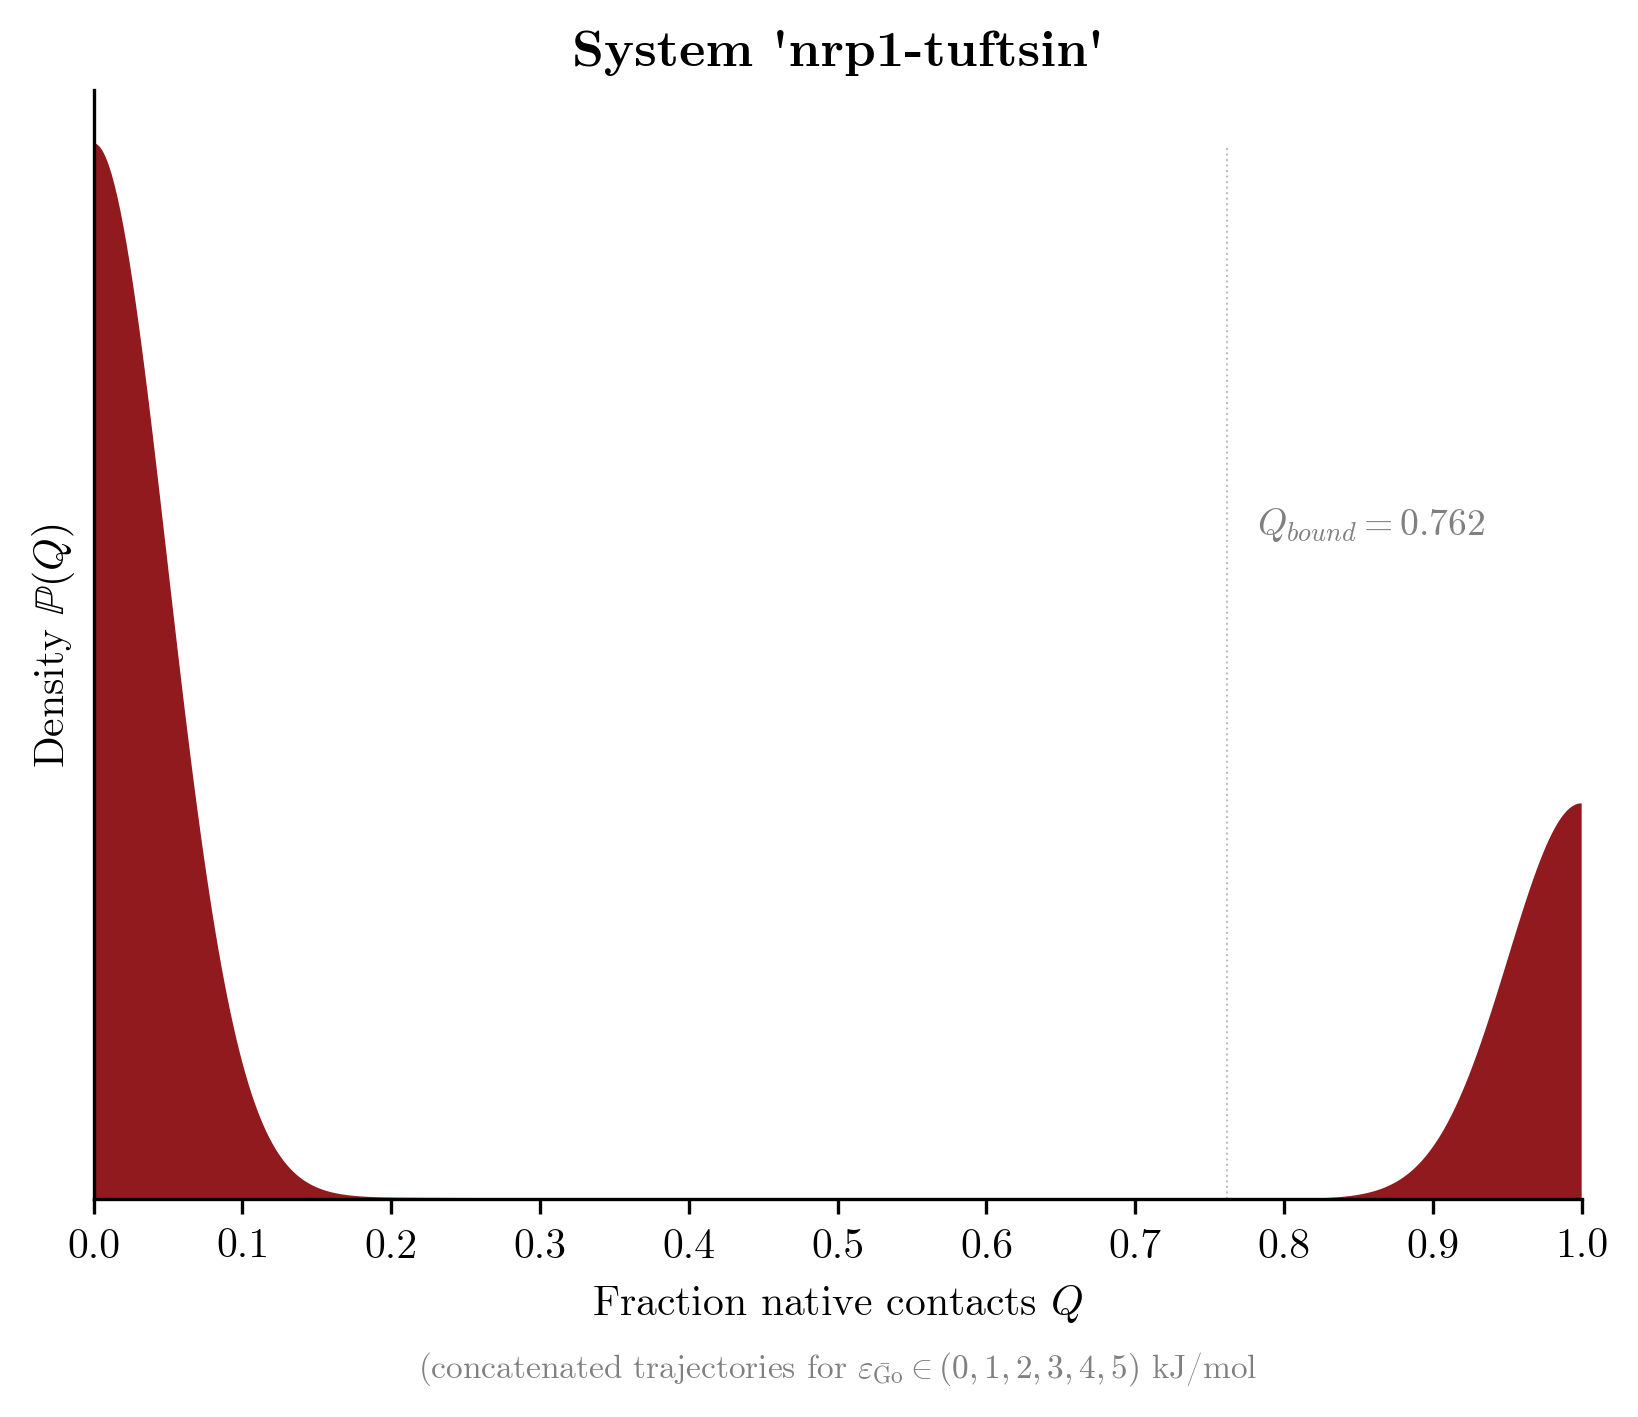 System 'nrp1-tuftsin'
Density ℙ(Q)
Q_bound = 0.762
0.0 0.1 0.2 0.3 0.4 0.5 0.6 0.7 0.8 0.9 1.0
Fraction native contacts Q
(concatenated trajectories for ε_Ḡo ∈ (0, 1, 2, 3, 4, 5) kJ/mol